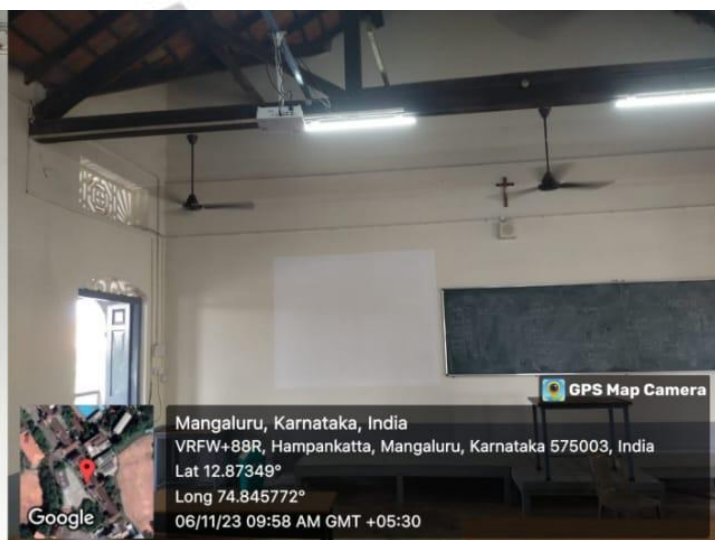 GPS Map Camera
Mangaluru, Karnataka, India
VRFW+88R, Hampankatta, Mangaluru, Karnataka 575003, India
Lat 12.87349°
Long 74.845772°
06/11/23 09:58 AM GMT +05:30
Google